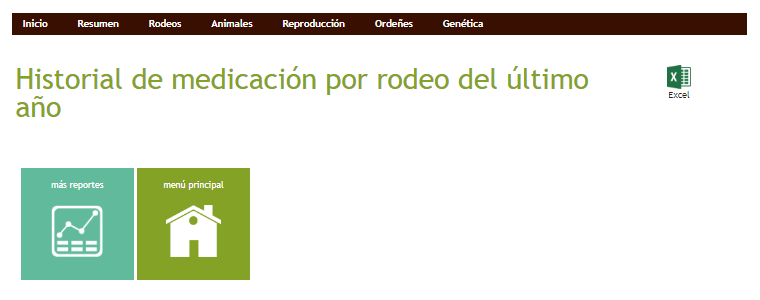 Inicio Resumen Rodeos Animales Reproducción Ordeñes Genética
Historial de medicación por rodeo del último
año
Excel
más reportes menú principal